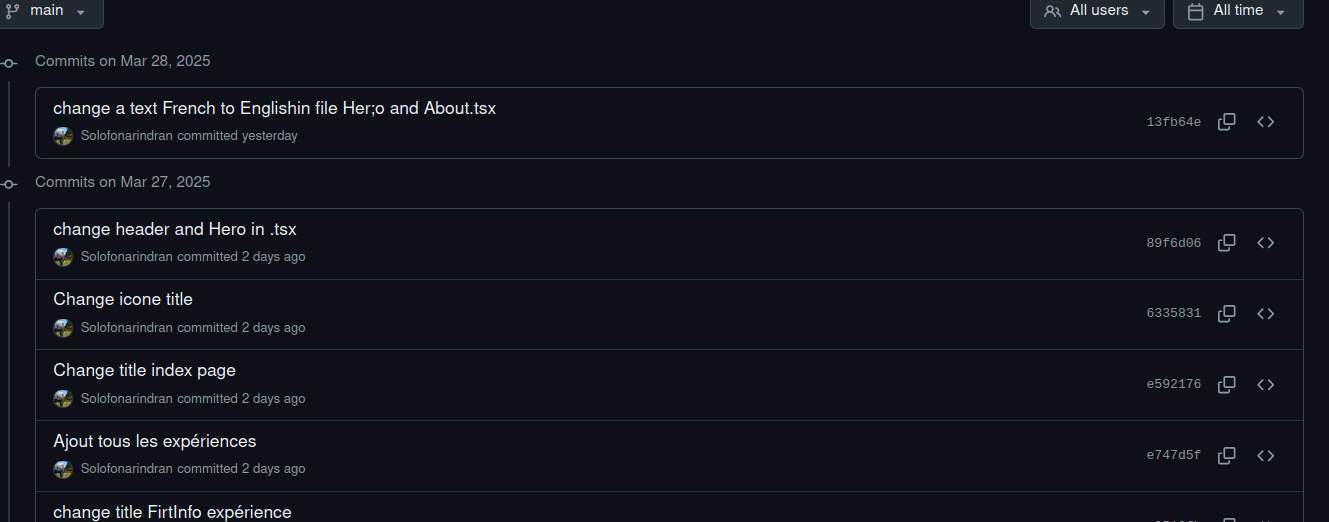 main
All users
All time
Commits on Mar 28, 2025
change a text French to Englishin file Her;o and About.tsx
Solofonarindran committed yesterday
13fb64e
Commits on Mar 27, 2025
change header and Hero in .tsx
Solofonarindran committed 2 days ago
89f6d06
Change icone title
Solofonarindran committed 2 days ago
6335831
Change title index page
Solofonarindran committed 2 days ago
e592176
Ajout tous les expériences
Solofonarindran committed 2 days ago
e747d5f
change title FirtInfo expérience